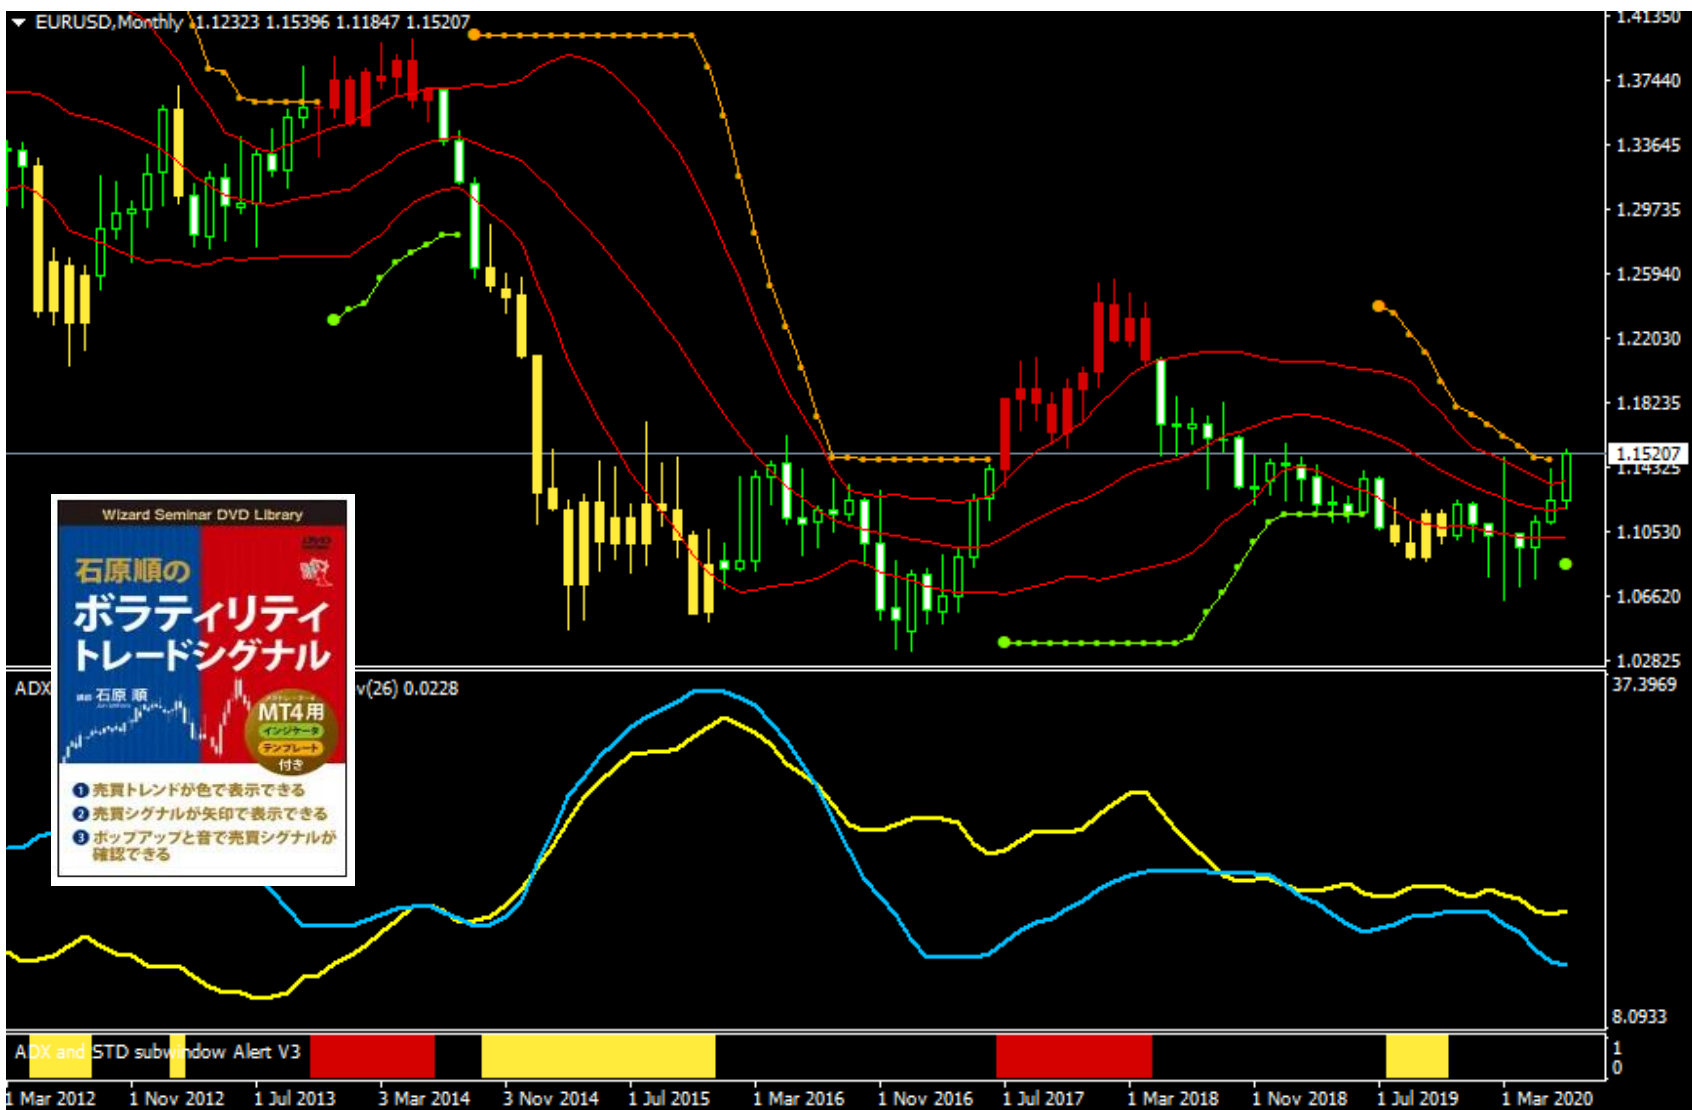 EURUSD,Monthly 1.12323 1.15396 1.11847 1.15207
1.41350
1.37440
1.33645
1.29735
1.25940
1.22030
1.18235
1.15207
1.14325
1.10530
1.06620
1.02825
Wizard Seminar DVD Library
石原順の
ボラティリティ
トレードシグナル
石原 順
MT4用
インジケータ
テンプレート
付き
1 売買トレンドが色で表示できる
2 売買シグナルが矢印で表示できる
3 ポップアップと音で売買シグナルが
確認できる
ADX
v(26) 0.0228
37.3969
8.0933
ADX and STD subwindow Alert V3
1
0
1 Mar 2012 1 Nov 2012 1 Jul 2013 3 Mar 2014 3 Nov 2014 1 Jul 2015 1 Mar 2016 1 Nov 2016 1 Jul 2017 1 Mar 2018 1 Nov 2018 1 Jul 2019 1 Mar 2020